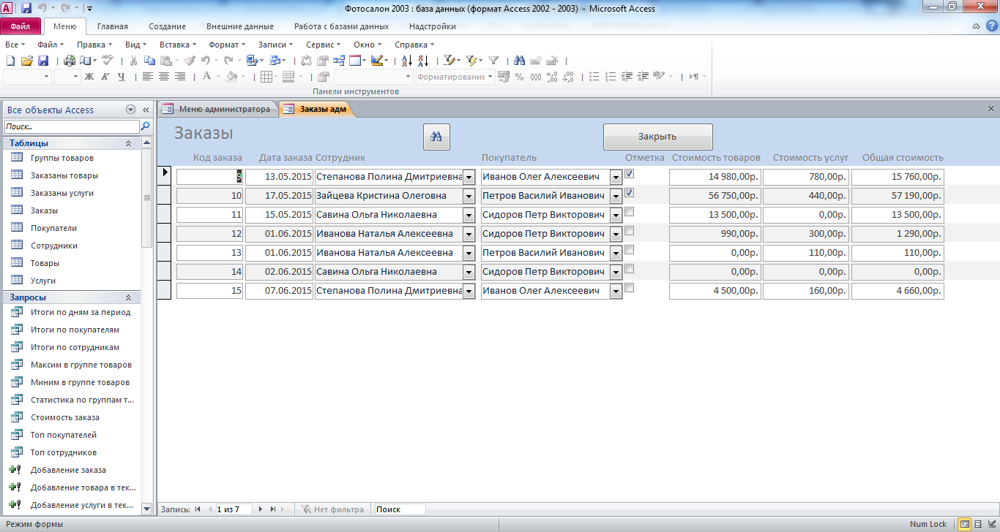 Фотосалон 2003 : база данных (формат Access 2002 - 2003) - Microsoft Access
Файл Меню Главная Создание Внешние данные Работа с базами данных Надстройки
Все Файл Правка Вид Вставка Формат Записи Сервис Окно Справка
Ж К Ч Форматирование % 000
Панели инструментов
Все объекты Access
Поиск...
Таблицы
Группы товаров
Заказаны товары
Заказаны услуги
Заказы
Покупатели
Сотрудники
Товары
Услуги
Запросы
Итоги по дням за период
Итоги по покупателям
Итоги по сотрудникам
Максим в группе товаров
Миним в группе товаров
Статистика по группам т...
Стоимость заказа
Топ покупателей
Топ сотрудников
Добавление заказа
Добавление товара в тек...
Добавление услуги в тек...
Меню администратора Заказы адм
Заказы Закрыть
Код заказа Дата заказа Сотрудник Покупатель Отметка Стоимость товаров Стоимость услуг Общая стоимость
9 13.05.2015 Степанова Полина Дмитриевна Иванов Олег Алексеевич 14 980,00р. 780,00р. 15 760,00р.
10 17.05.2015 Зайцева Кристина Олеговна Петров Василий Иванович 56 750,00р. 440,00р. 57 190,00р.
11 15.05.2015 Савина Ольга Николаевна Сидоров Петр Викторович 13 500,00р. 0,00р. 13 500,00р.
12 01.06.2015 Иванова Наталья Алексеевна Сидоров Петр Викторович 990,00р. 300,00р. 1 290,00р.
13 01.06.2015 Иванова Наталья Алексеевна Петров Василий Иванович 0,00р. 110,00р. 110,00р.
14 02.06.2015 Савина Ольга Николаевна Сидоров Петр Викторович 0,00р. 0,00р. 0,00р.
15 07.06.2015 Степанова Полина Дмитриевна Иванов Олег Алексеевич 4 500,00р. 160,00р. 4 660,00р.
Запись: 1 из 7 Нет фильтра Поиск
Режим формы Num Lock